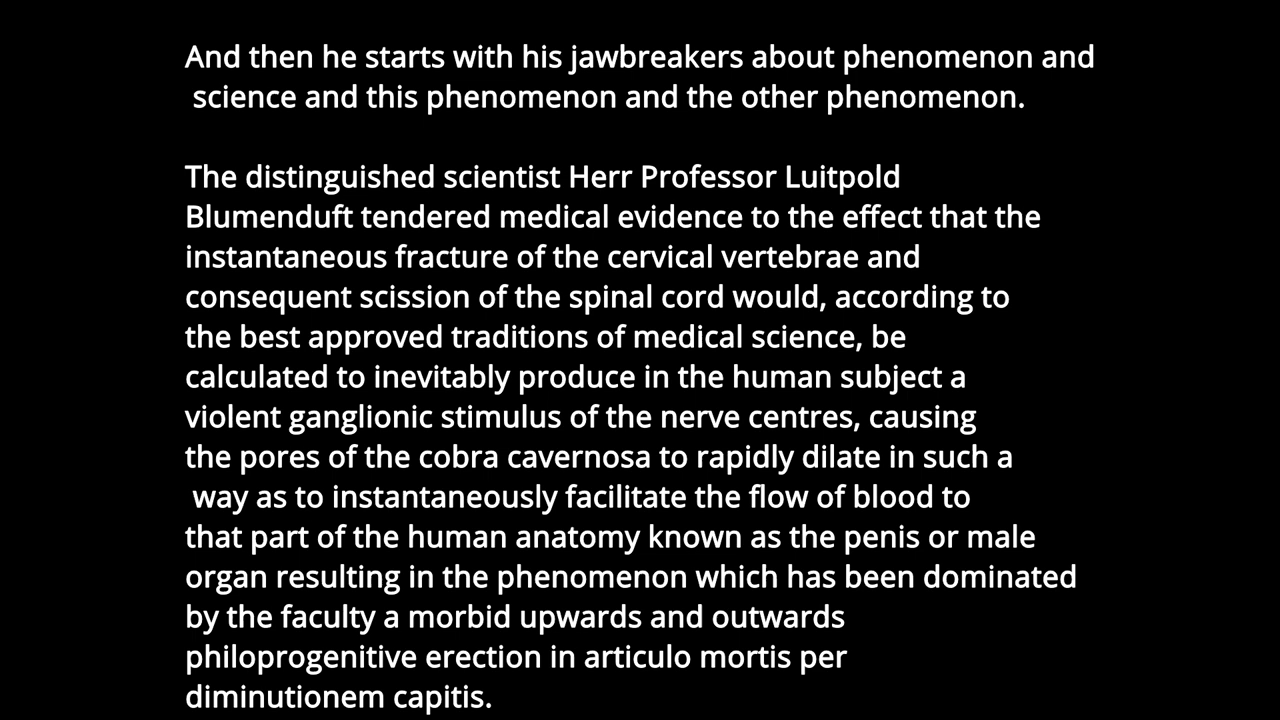 And then he starts with his jawbreakers about phenomenon and
science and this phenomenon and the other phenomenon.
The distinguished scientist Herr Professor Luitpold
Blumenduft tendered medical evidence to the effect that the
instantaneous fracture of the cervical vertebrae and
consequent scission of the spinal cord would, according to
the best approved traditions of medical science, be
calculated to inevitably produce in the human subject a
violent ganglionic stimulus of the nerve centres, causing
the pores of the cobra cavernosa to rapidly dilate in such a
way as to instantaneously facilitate the flow of blood to
that part of the human anatomy known as the penis or male
organ resulting in the phenomenon which has been dominated
by the faculty a morbid upwards and outwards
philoprogenitive erection in articulo mortis per
diminutionem capitis.